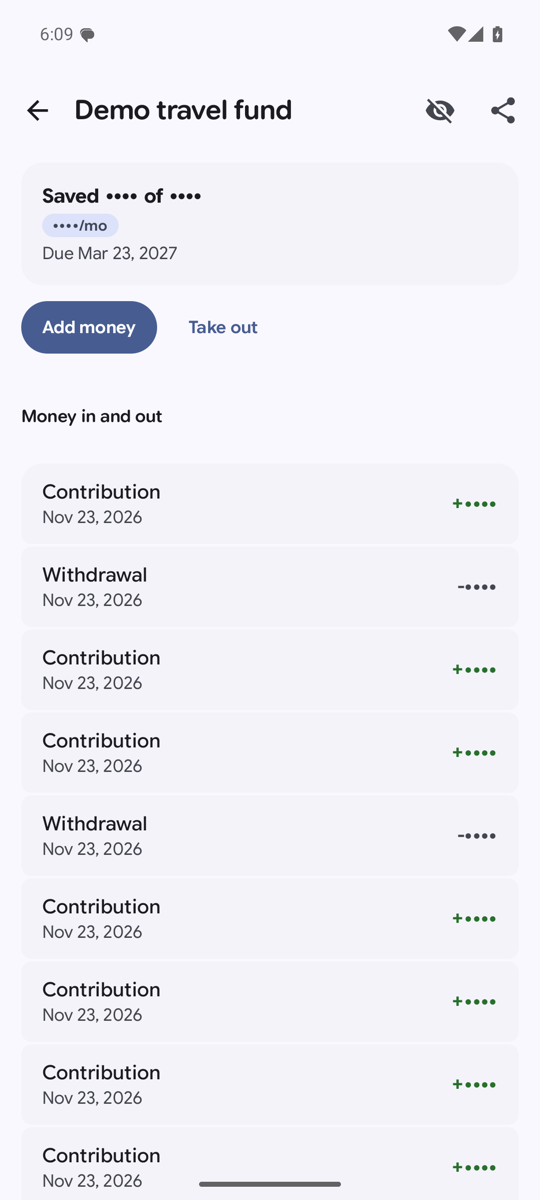 6:09
Demo travel fund
Saved •••• of ••••
••••/mo
Due Mar 23, 2027
Add money
Take out
Money in and out
Contribution
Nov 23, 2026
+••••
Withdrawal
Nov 23, 2026
-••••
Contribution
Nov 23, 2026
+••••
Contribution
Nov 23, 2026
+••••
Withdrawal
Nov 23, 2026
-••••
Contribution
Nov 23, 2026
+••••
Contribution
Nov 23, 2026
+••••
Contribution
Nov 23, 2026
+••••
Contribution
Nov 23, 2026
+••••